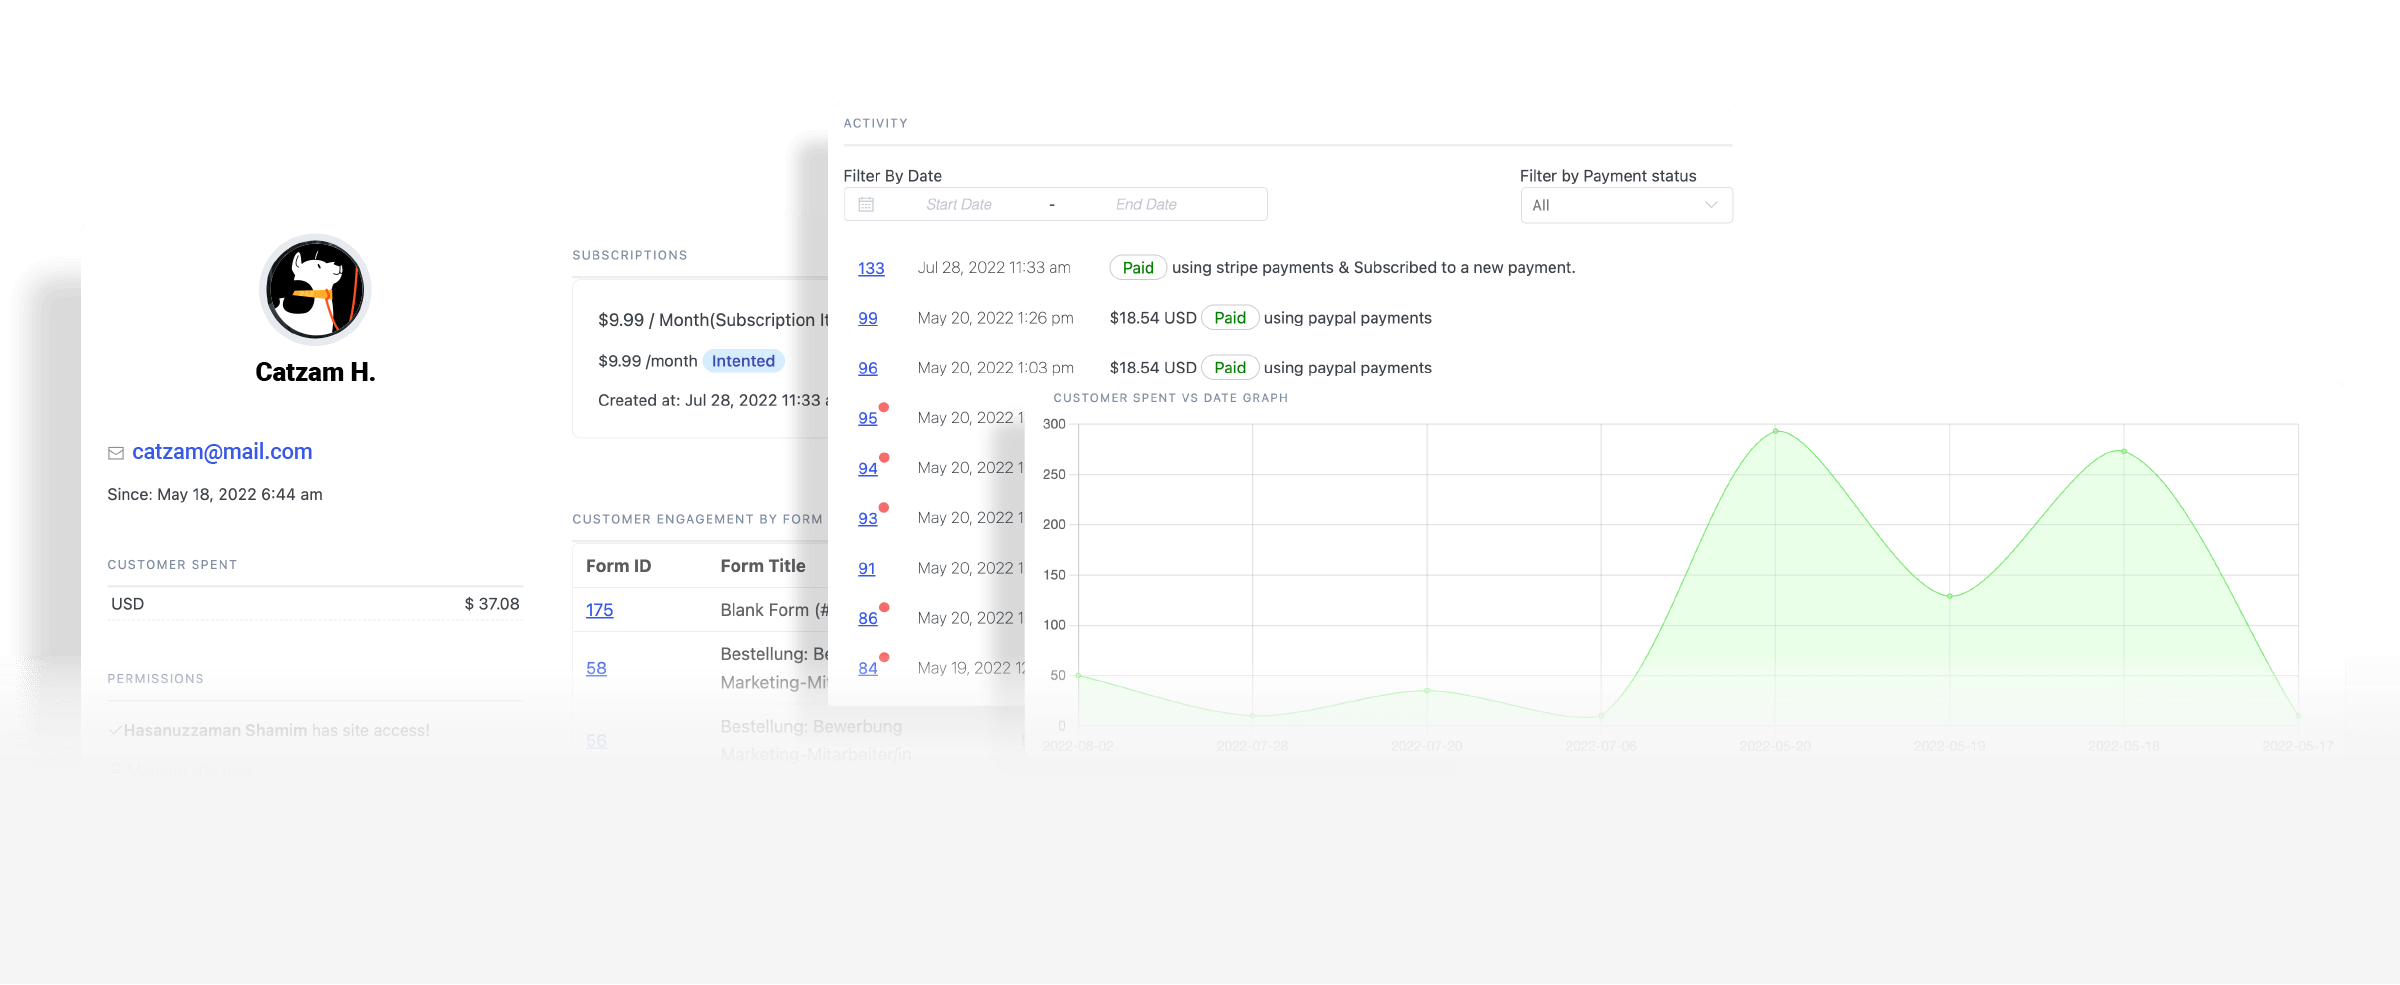 Catzam H.
catzam@mail.com
Since: May 18, 2022 6:44 am
CUSTOMER SPENT
USD $ 37.08
PERMISSIONS
Hasanuzzaman Shamim has site access!
SUBSCRIPTIONS
$9.99 / Month(Subscription It
$9.99 /month Intented
Created at: Jul 28, 2022 11:33
CUSTOMER ENGAGEMENT BY FORM
Form ID Form Title
175 Blank Form (#
58 Bestellung: Be
Marketing-Mit
56 Bestellung: Bewerbung
Marketing-Mitarbeiter/in
ACTIVITY
Filter By Date
Start Date - End Date
Filter by Payment status
All
133 Jul 28, 2022 11:33 am Paid using stripe payments & Subscribed to a new payment.
99 May 20, 2022 1:26 pm $18.54 USD Paid using paypal payments
96 May 20, 2022 1:03 pm $18.54 USD Paid using paypal payments
95 May 20, 2022 1
94 May 20, 2022 1
93 May 20, 2022 1
91 May 20, 2022 1
86 May 20, 2022 1
84 May 19, 2022 12
CUSTOMER SPENT VS DATE GRAPH
300
250
200
150
100
50
0
2022-08-02 2022-07-28 2022-07-20 2022-07-06 2022-05-20 2022-05-19 2022-05-18 2022-05-17